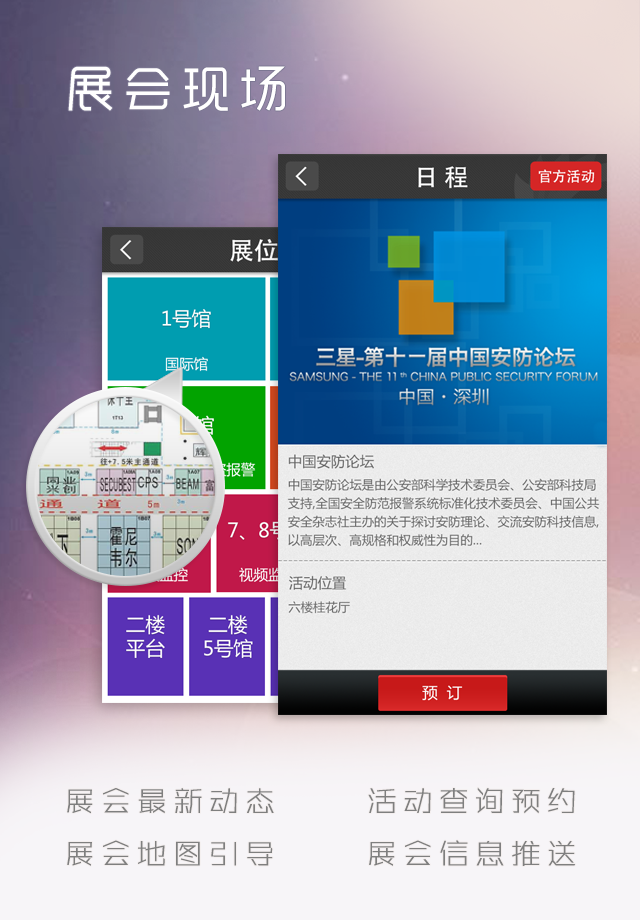 展会现场
日程
官方活动
展位
1号馆
国际馆
馆
报警
7、8号
监控
视频监
二楼
平台
二楼
5号馆
往+7.5米主通道
SECUBEST
CPS
BEAM
富
通道
5m
霍尼
韦尔
SON
三星-第十一届中国安防论坛
SAMSUNG - THE 11th CHINA PUBLIC SECURITY FORUM
中国·深圳
中国安防论坛
中国安防论坛是由公安部科学技术委员会、公安部科技局
支持,全国安全防范报警系统标准化技术委员会、中国公共
安全杂志社主办的关于探讨安防理论、交流安防科技信息,
以高层次、高规格和权威性为目的...
活动位置
六楼桂花厅
预订
展会最新动态
活动查询预约
展会地图引导
展会信息推送